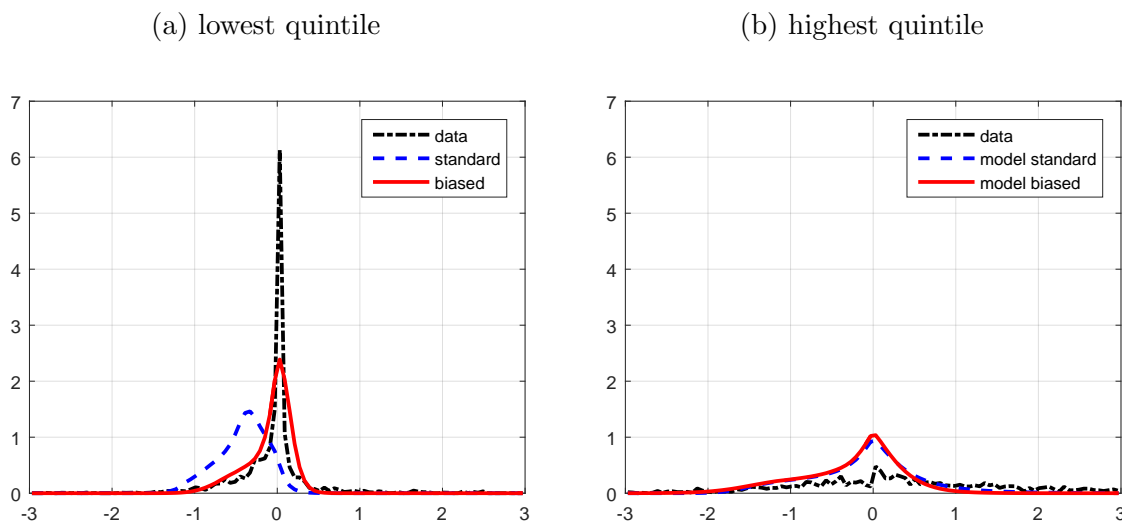 (a) lowest quintile
7
6
5
4
3
2
1
0
-3 -2 -1 0 1 2 3
data
standard
biased
(b) highest quintile
7
6
5
4
3
2
1
0
-3 -2 -1 0 1 2 3
data
model standard
model biased